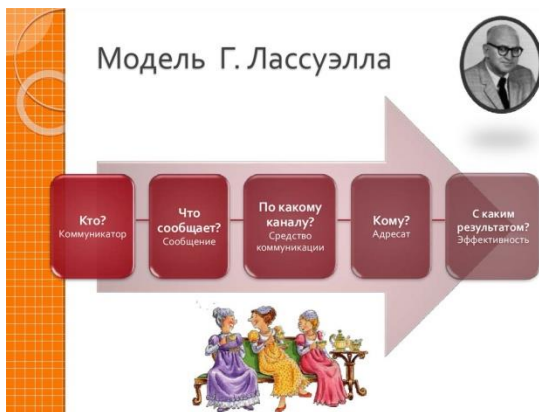 Модель Г. Лассуэлла
Кто?
Коммуникатор
Что
сообщает?
Сообщение
По какому
каналу?
Средство
коммуникации
Кому?
Адресат
С каким
результатом?
Эффективность